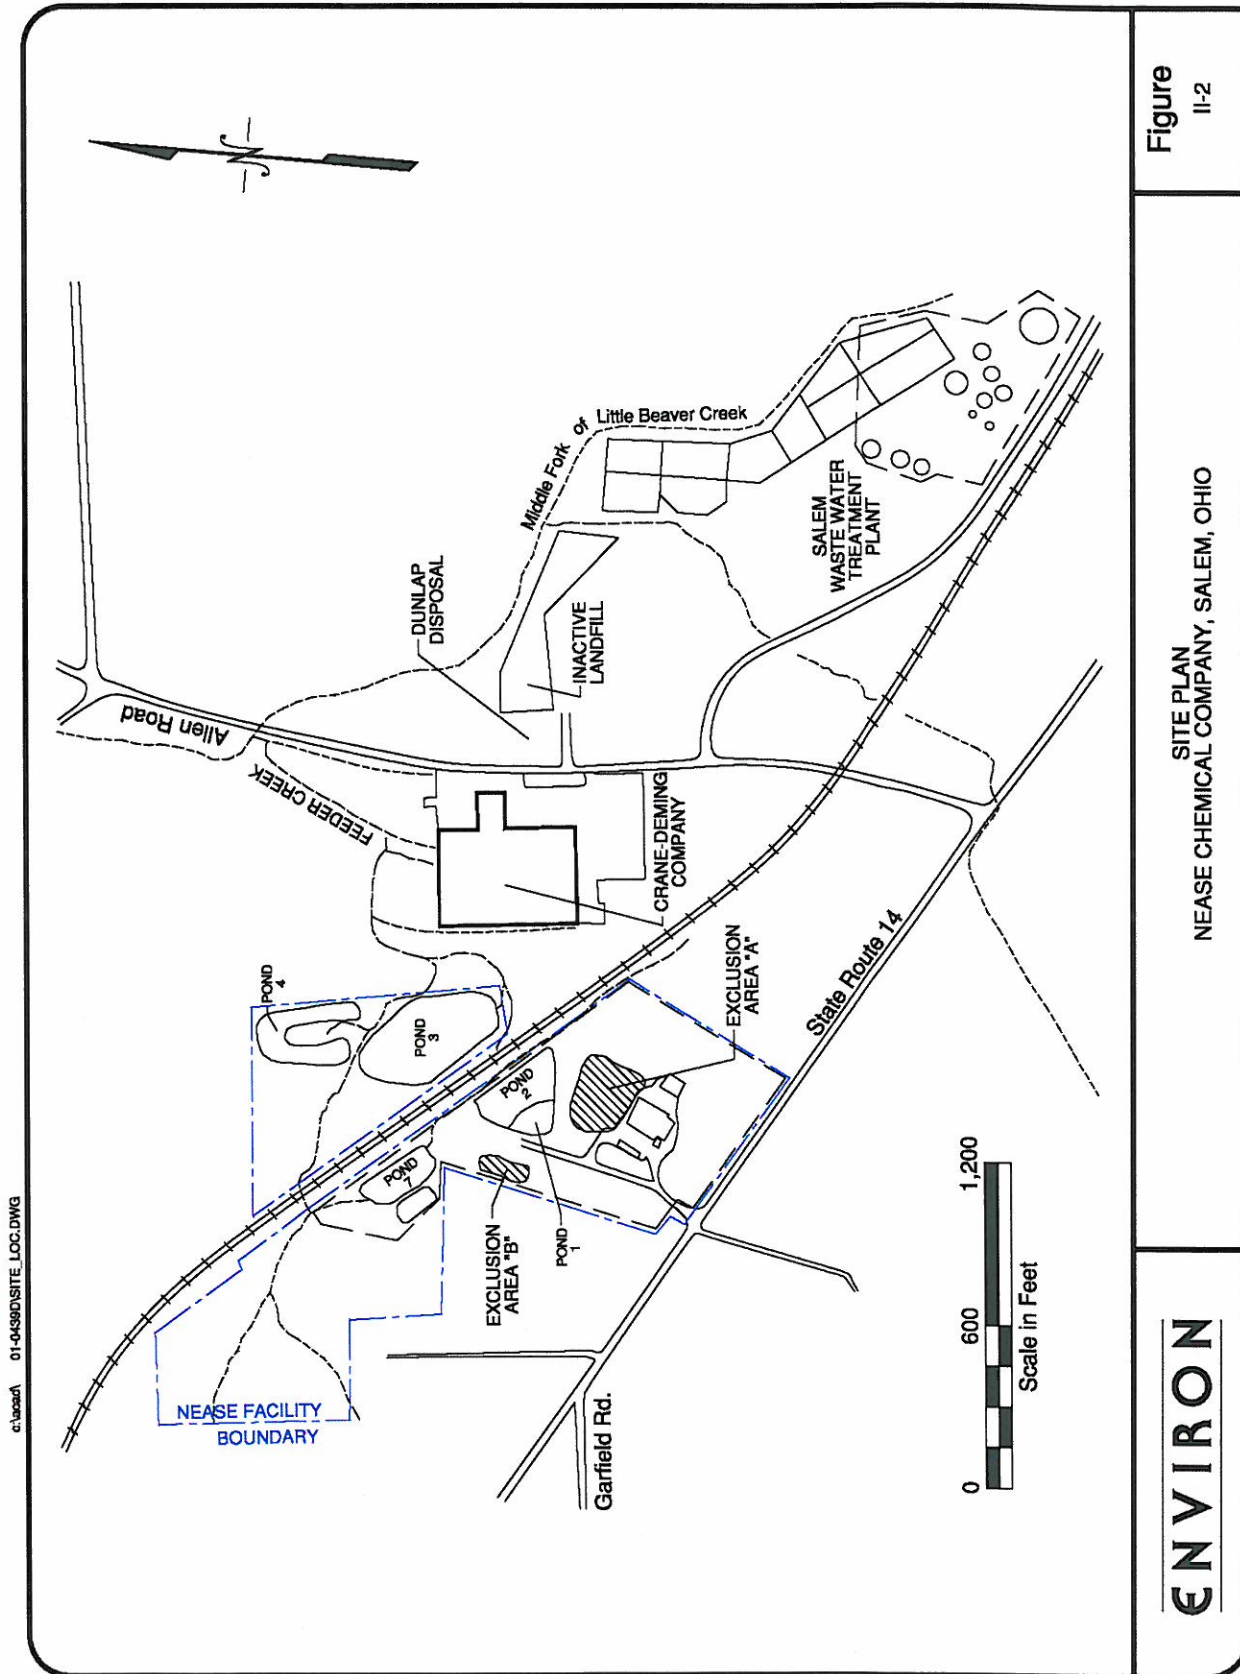 c:\acad\ 01-0439D\SITE_LOC.DWG
Allen Road
FEEDER CREEK
DUNLAP
DISPOSAL
Middle Fork of Little Beaver Creek
INACTIVE
LANDFILL
SALEM
WASTE WATER
TREATMENT
PLANT
CRANE-DEMING
COMPANY
POND
4
POND
3
POND
2
POND
7
POND
1
EXCLUSION
AREA "A"
EXCLUSION
AREA "B"
NEASE FACILITY
BOUNDARY
State Route 14
Garfield Rd.
0 600 1,200
Scale in Feet
ENVIRON
SITE PLAN
NEASE CHEMICAL COMPANY, SALEM, OHIO
Figure
II-2